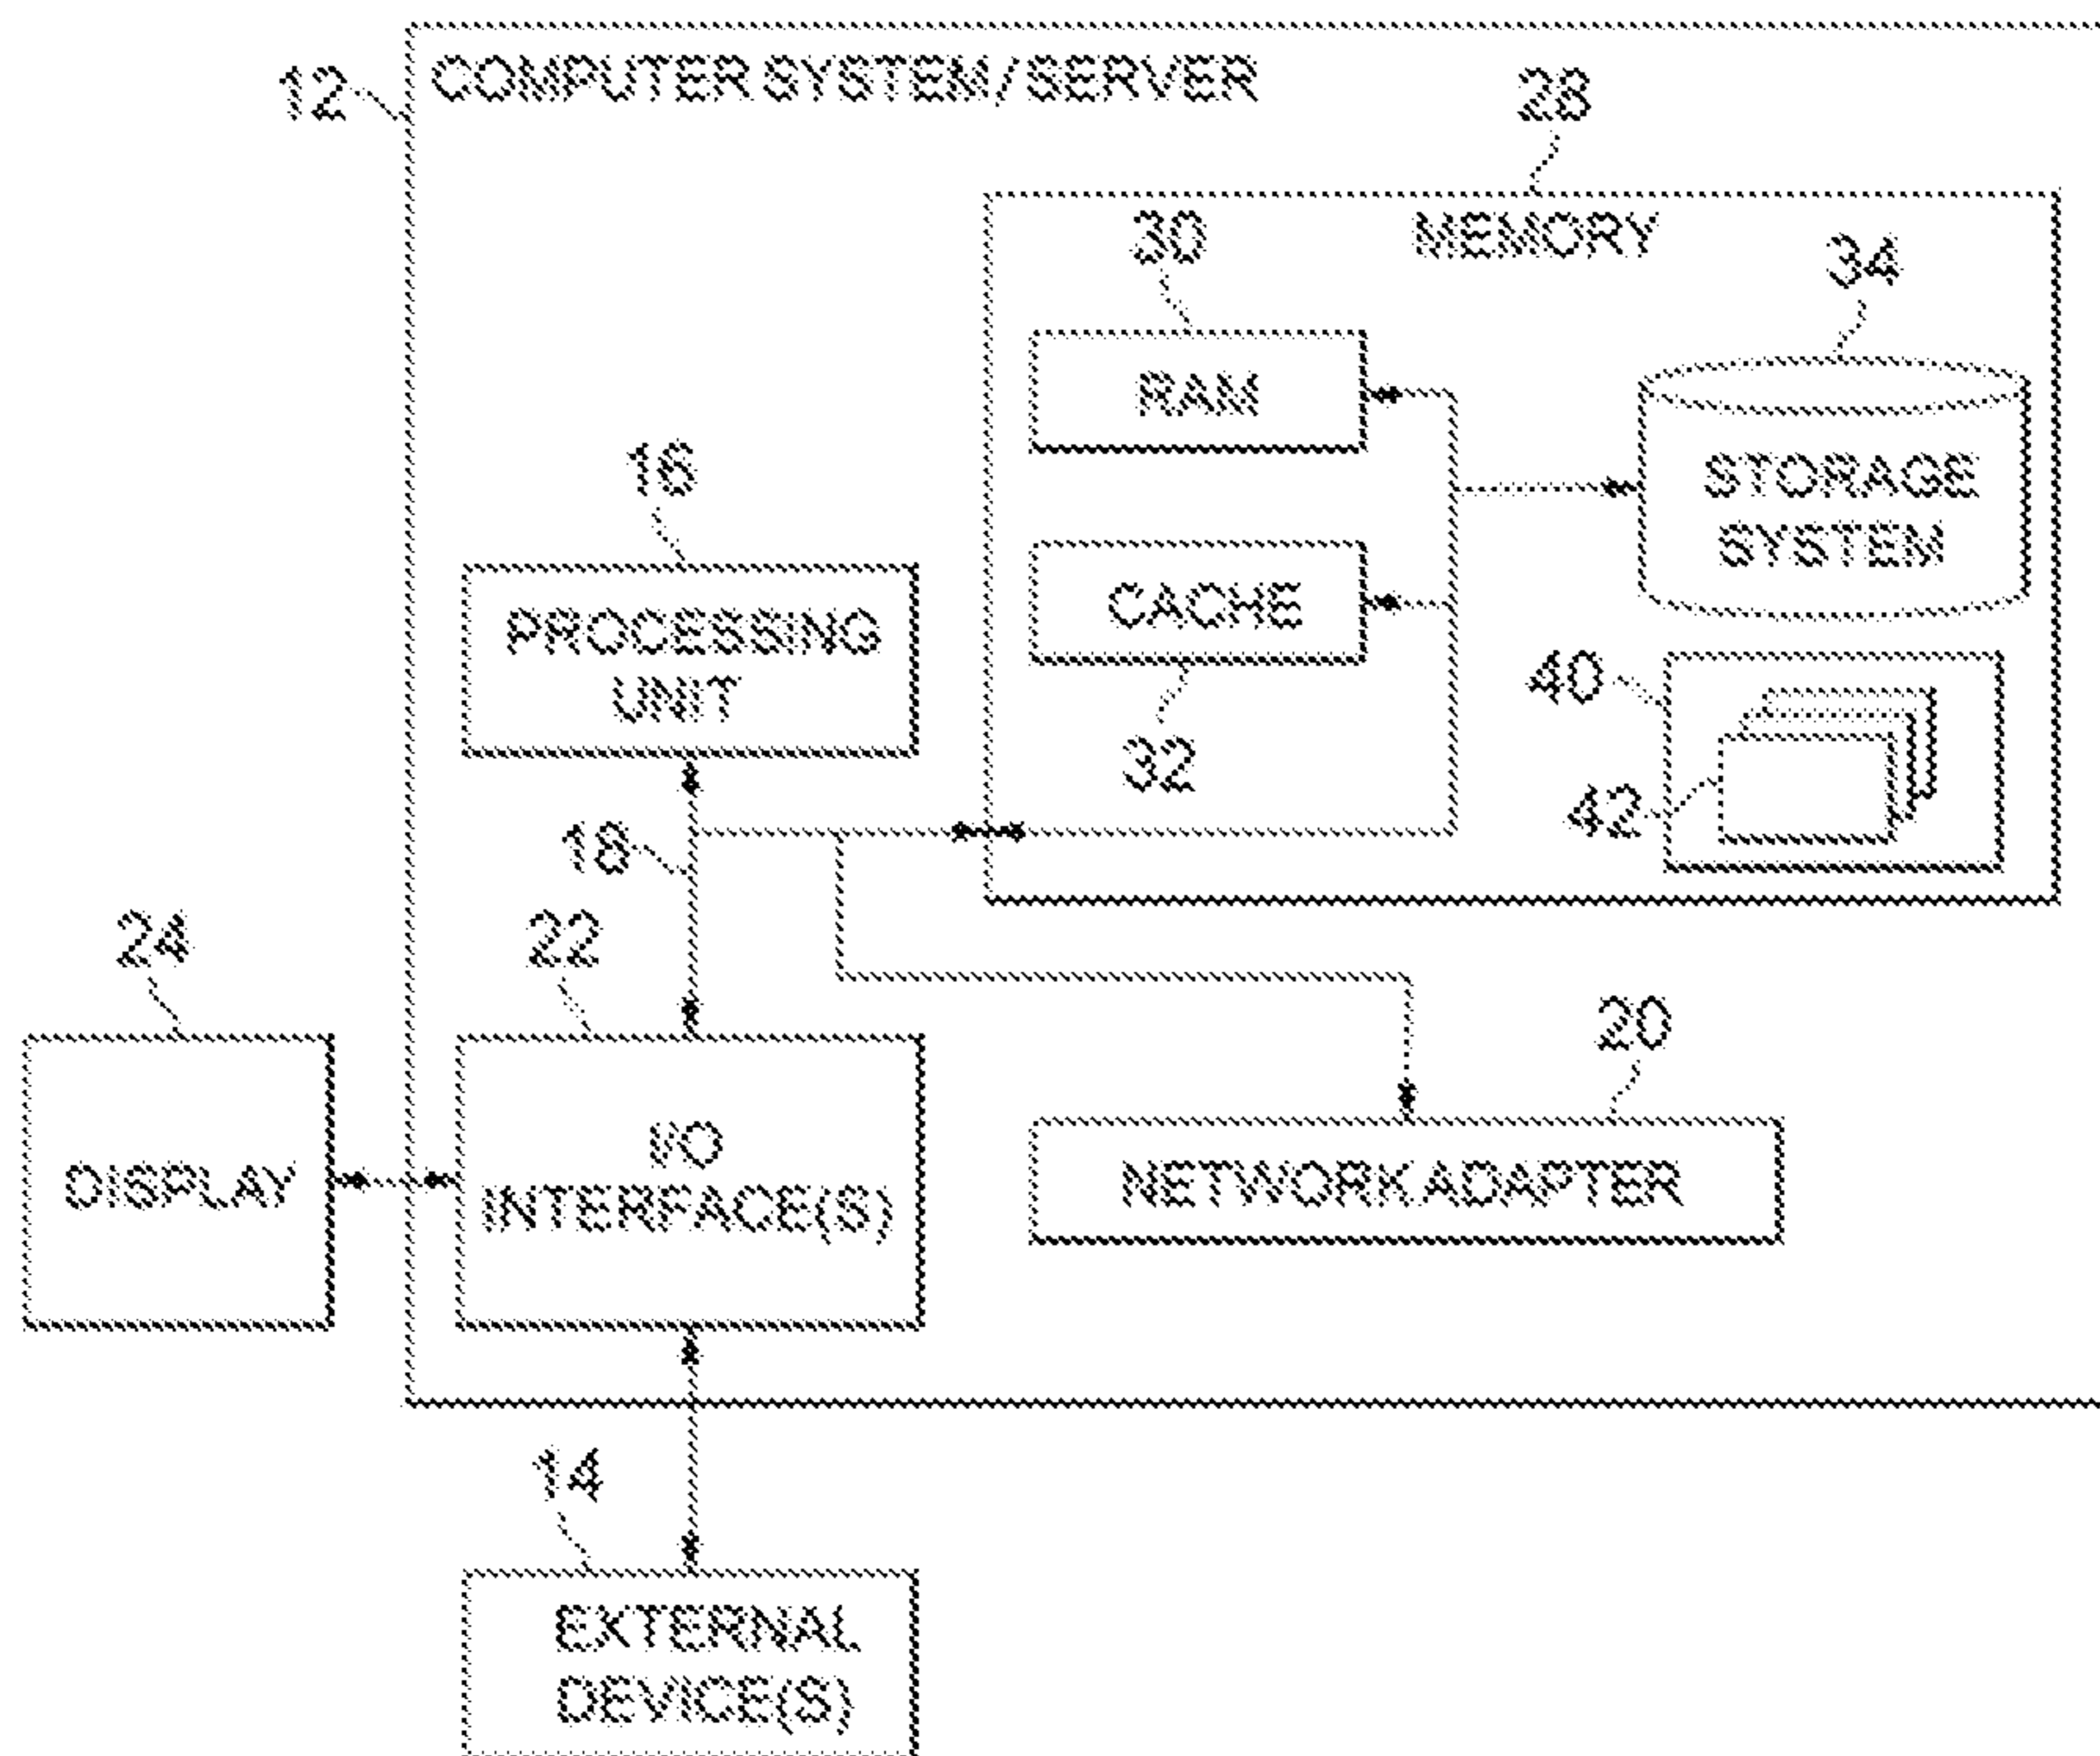 12
COMPUTER SYSTEM/SERVER
28
MEMORY
30
34
RAM
STORAGE
SYSTEM
16
PROCESSING
UNIT
CACHE
32
40
42
18
24
22
20
DISPLAY
I/O
INTERFACE(S)
NETWORK ADAPTER
14
EXTERNAL
DEVICE(S)